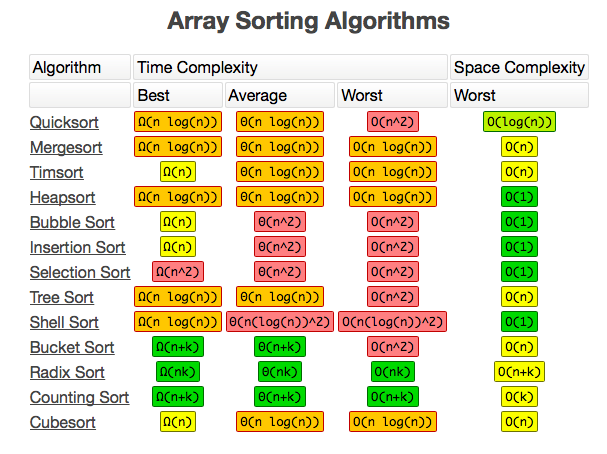 Array Sorting Algorithms
Algorithm Time Complexity Space Complexity
Best Average Worst Worst
Quicksort Ω(n log(n)) Θ(n log(n)) O(n^2) O(log(n))
Mergesort Ω(n log(n)) Θ(n log(n)) O(n log(n)) O(n)
Timsort Ω(n) Θ(n log(n)) O(n log(n)) O(n)
Heapsort Ω(n log(n)) Θ(n log(n)) O(n log(n)) O(1)
Bubble Sort Ω(n) Θ(n^2) O(n^2) O(1)
Insertion Sort Ω(n) Θ(n^2) O(n^2) O(1)
Selection Sort Ω(n^2) Θ(n^2) O(n^2) O(1)
Tree Sort Ω(n log(n)) Θ(n log(n)) O(n^2) O(n)
Shell Sort Ω(n log(n)) Θ(n(log(n))^2) O(n(log(n))^2) O(1)
Bucket Sort Ω(n+k) Θ(n+k) O(n^2) O(n)
Radix Sort Ω(nk) Θ(nk) O(nk) O(n+k)
Counting Sort Ω(n+k) Θ(n+k) O(n+k) O(k)
Cubesort Ω(n) Θ(n log(n)) O(n log(n)) O(n)